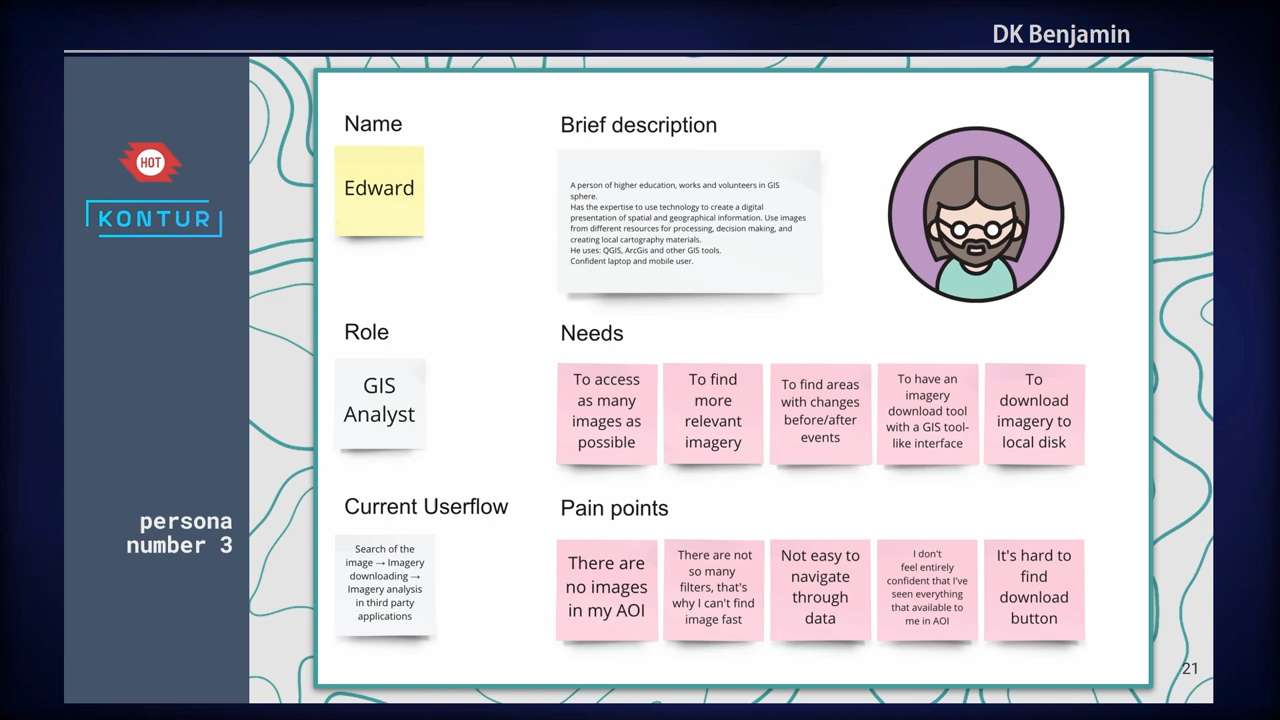 DK Benjamin
HOT
KONTUR
persona
number 3
Name
Edward
Brief description
A person of higher education, works and volunteers in GIS
sphere.
Has the expertise to use technology to create a digital
presentation of spatial and geographical information. Use images
from different resources for processing, decision making, and
creating local cartography materials.
He uses: QGIS, ArcGis and other GIS tools.
Confident laptop and mobile user.
Role
GIS
Analyst
Needs
To access
as many
images as
possible
To find
more
relevant
imagery
To find areas
with changes
before/after
events
To have an
imagery
download tool
with a GIS tool-
like interface
To
download
imagery to
local disk
Current Userflow
Search of the
image → Imagery
downloading →
Imagery analysis
in third party
applications
Pain points
There are
no images
in my AOI
There are not
so many
filters, that's
why I can't find
image fast
Not easy to
navigate
through
data
I don't
feel entirely
confident that I've
seen everything
that available to
me in AOI
It's hard to
find
download
button
21